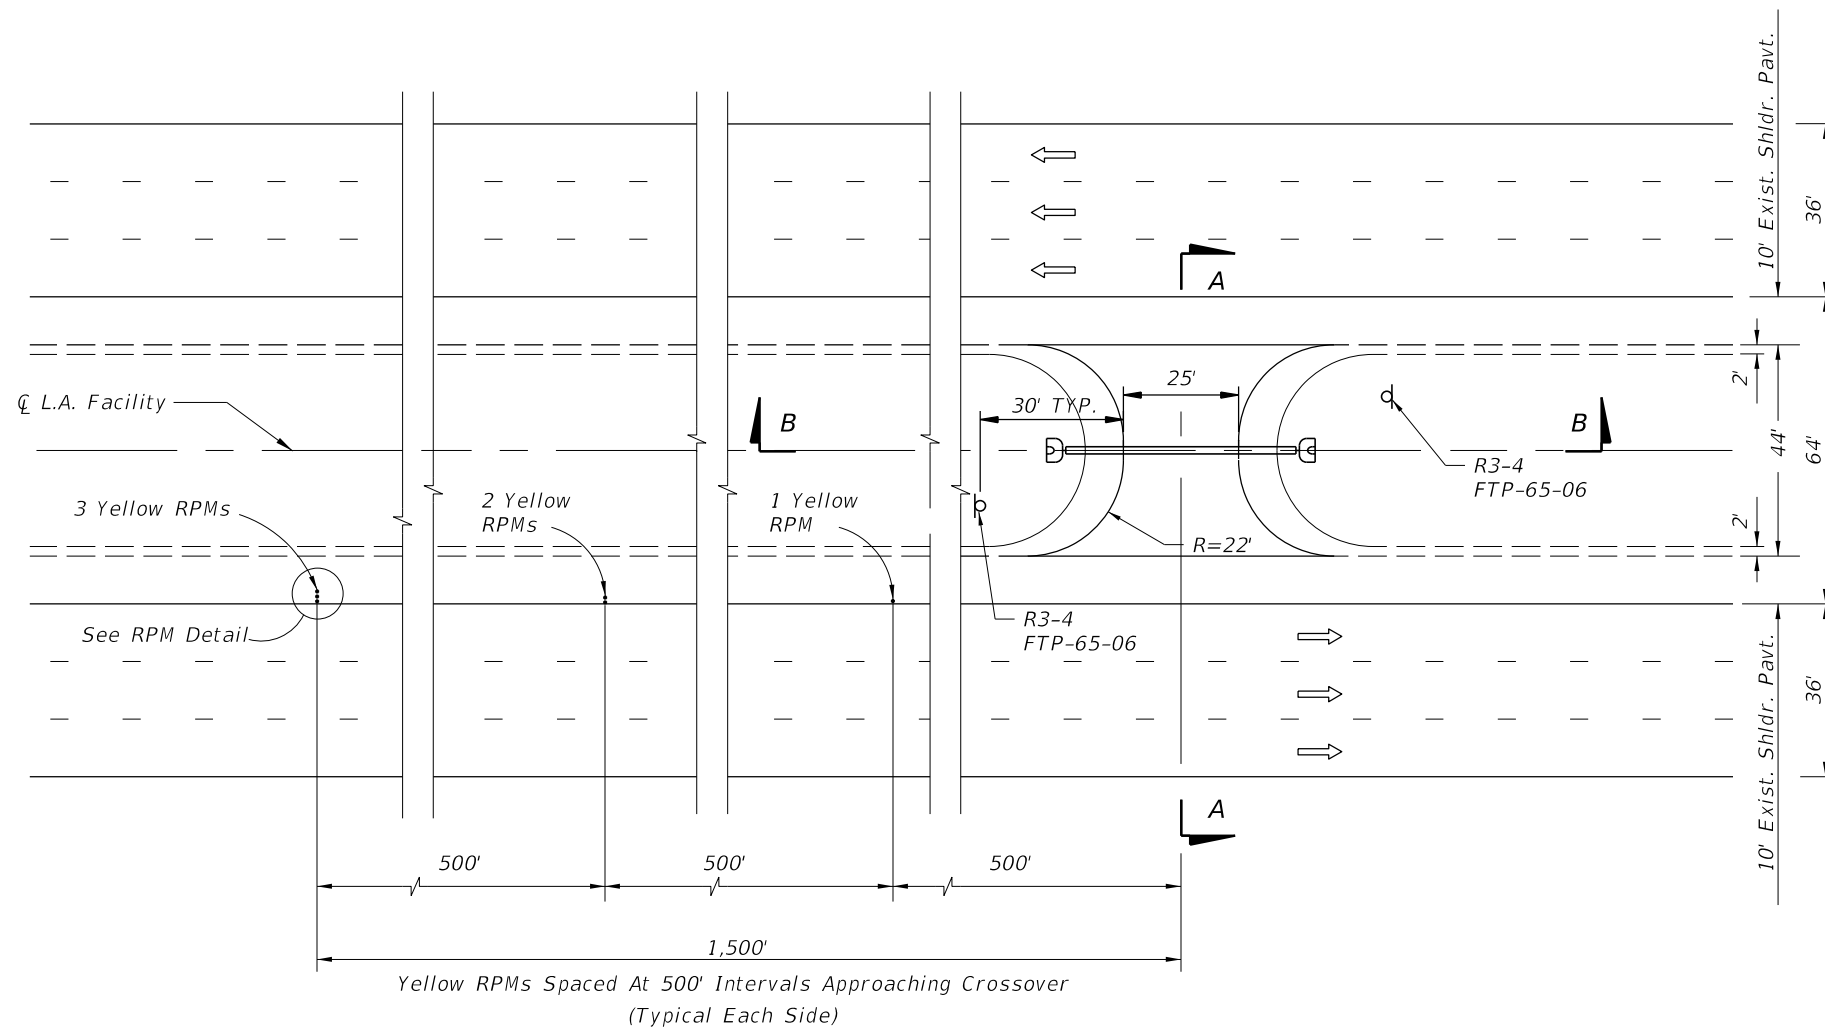 10' Exist. Shldr. Pavt.
36'
A
25'
2'
℄ L.A. Facility
30' TYP.
B
B
44'
64'
R3-4
FTP-65-06
3 Yellow RPMs
2 Yellow
RPMs
1 Yellow
RPM
2'
R=22'
R3-4
FTP-65-06
See RPM Detail
36'
10' Exist. Shldr. Pavt.
A
500'
500'
500'
1,500'
Yellow RPMs Spaced At 500' Intervals Approaching Crossover
(Typical Each Side)